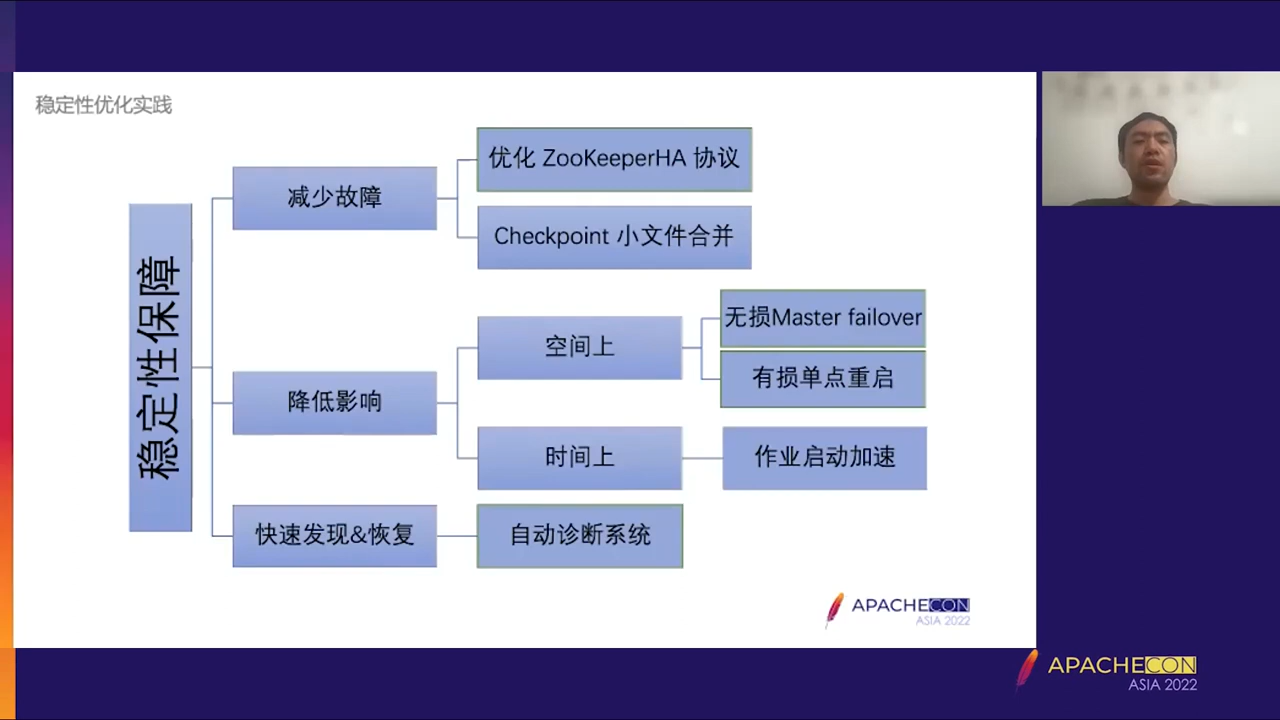 稳定性优化实践
稳定性保障
减少故障
优化 ZooKeeperHA 协议
Checkpoint 小文件合并
降低影响
空间上
无损Master failover
有损单点重启
时间上
作业启动加速
快速发现&恢复
自动诊断系统
APACHECON
ASIA 2022
APACHECON
ASIA 2022